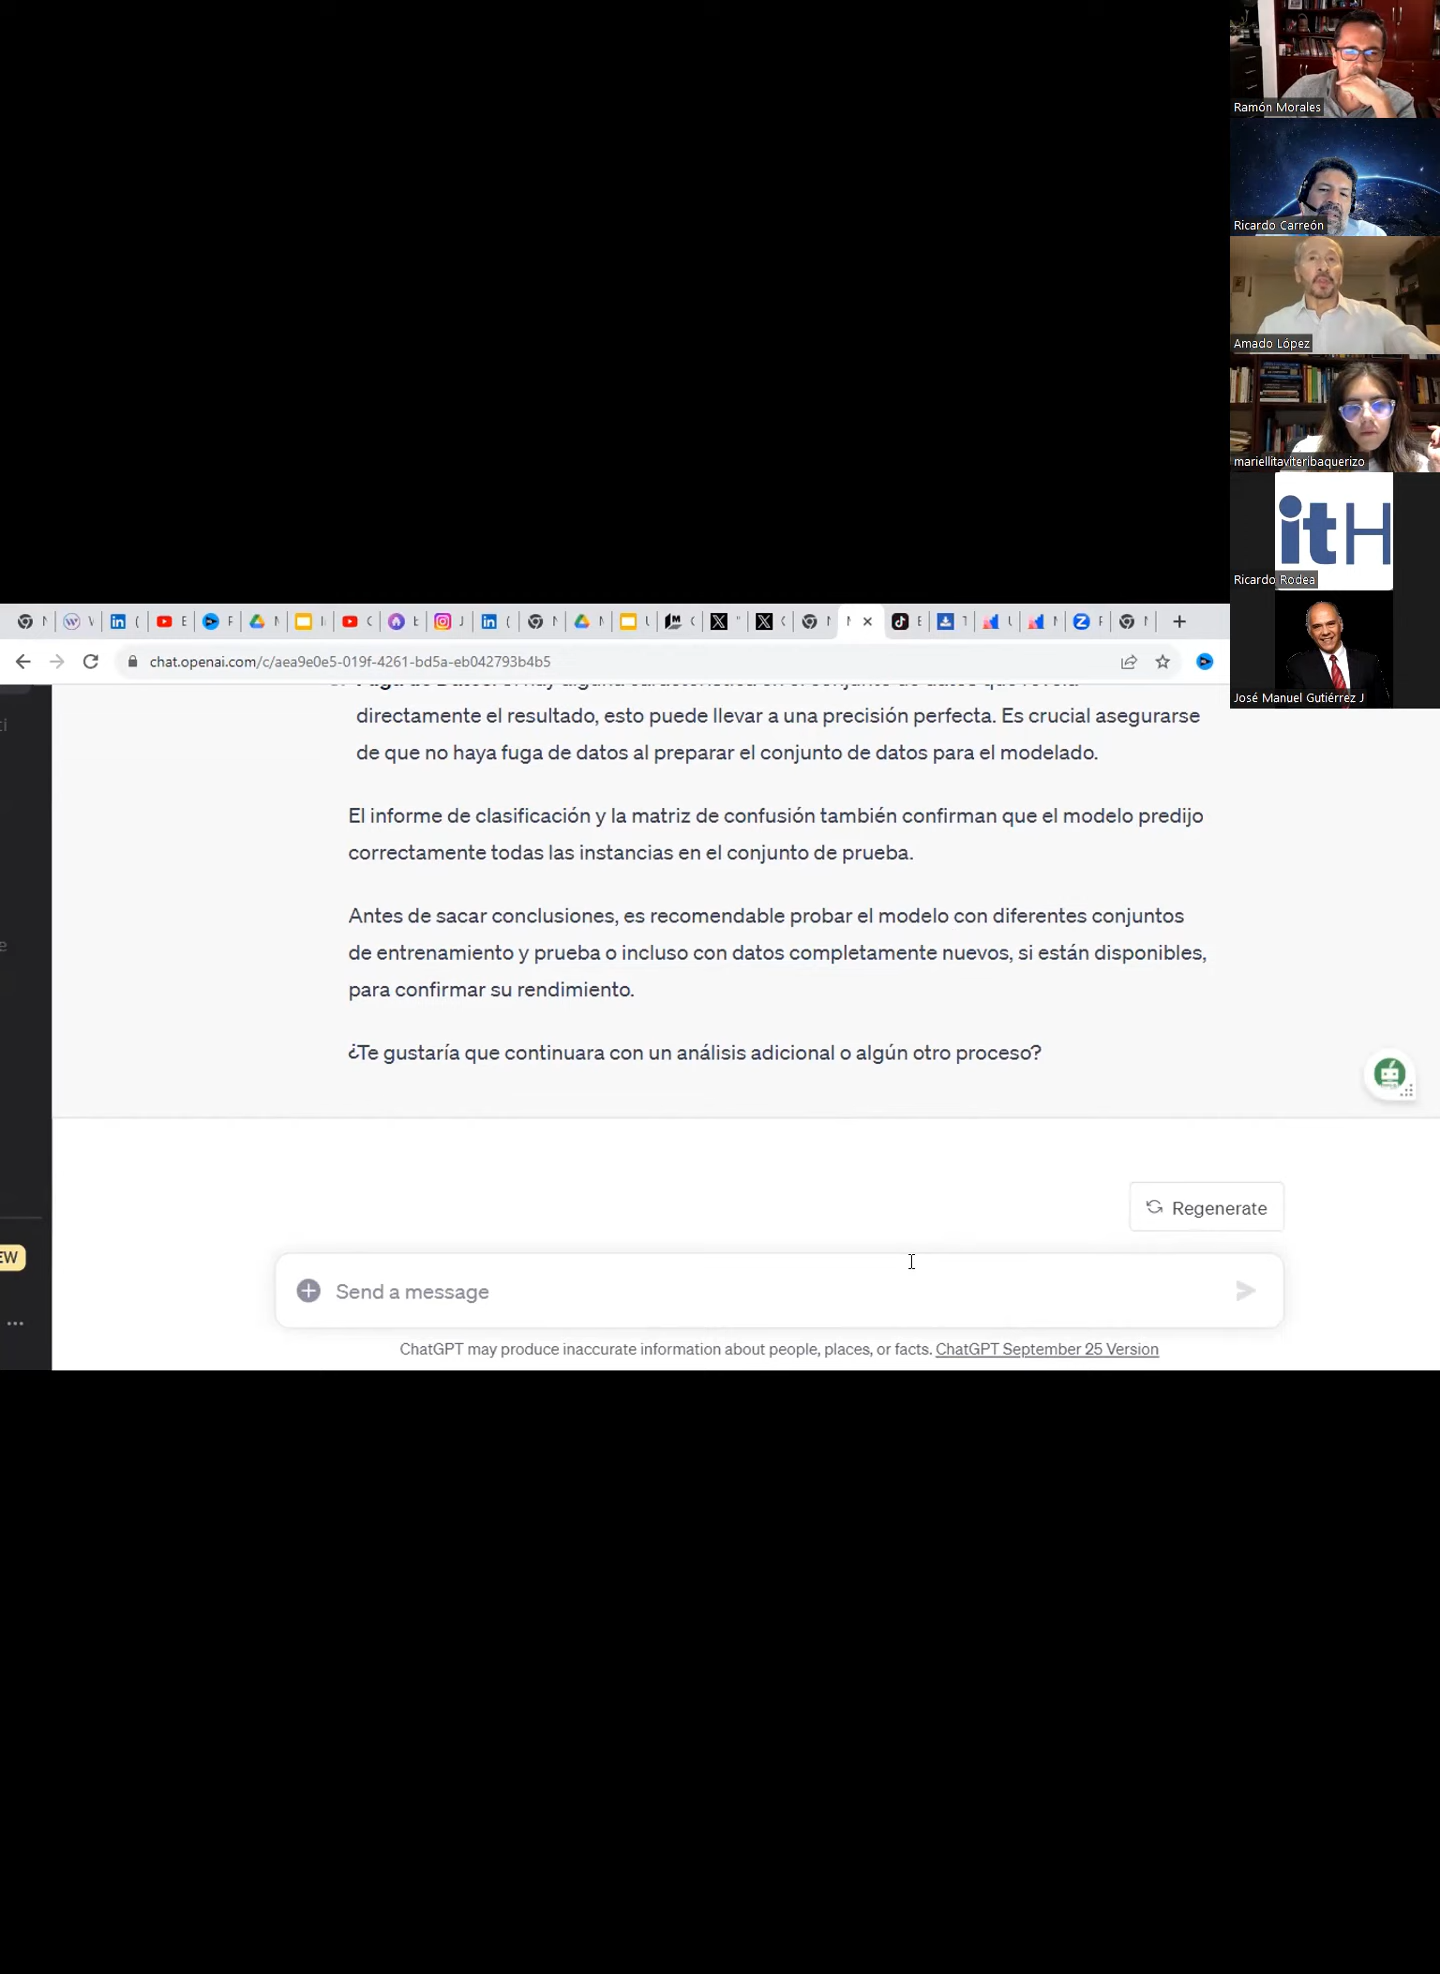 Ramón Morales
Ricardo Carreón
Amado López
mariellitaviteribaquerizo
itH
Ricardo Rodea
José Manuel Gutiérrez J
chat.openai.com/c/aea9e0e5-019f-4261-bd5a-eb042793b4b5
directamente el resultado, esto puede llevar a una precisión perfecta. Es crucial asegurarse
de que no haya fuga de datos al preparar el conjunto de datos para el modelado.
El informe de clasificación y la matriz de confusión también confirman que el modelo predijo
correctamente todas las instancias en el conjunto de prueba.
Antes de sacar conclusiones, es recomendable probar el modelo con diferentes conjuntos
de entrenamiento y prueba o incluso con datos completamente nuevos, si están disponibles,
para confirmar su rendimiento.
¿Te gustaría que continuara con un análisis adicional o algún otro proceso?
Regenerate
EW
Send a message
ChatGPT may produce inaccurate information about people, places, or facts. ChatGPT September 25 Version